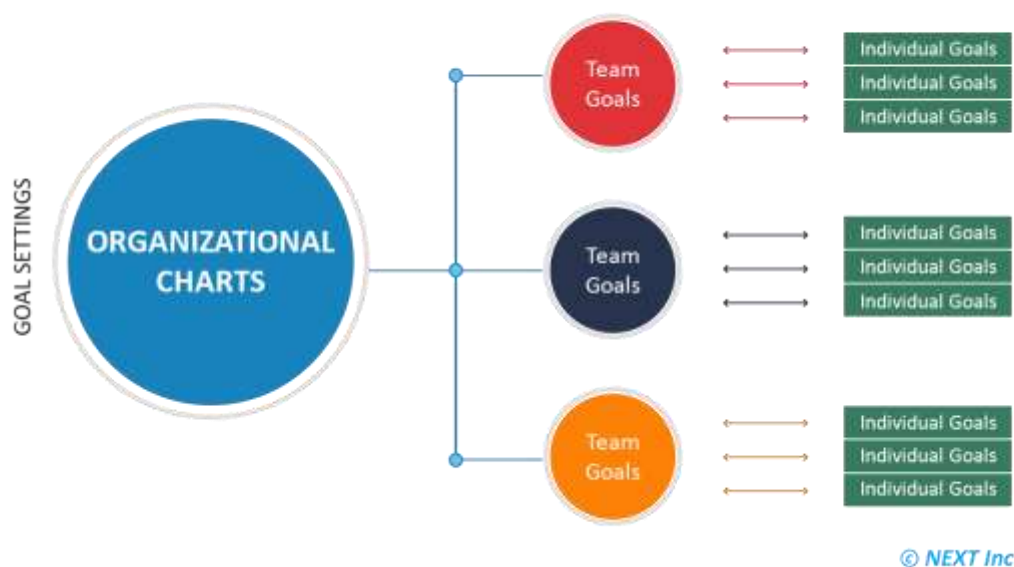 GOAL SETTINGS
ORGANIZATIONAL
CHARTS
Team
Goals
Individual Goals
Individual Goals
Individual Goals
Team
Goals
Individual Goals
Individual Goals
Individual Goals
Team
Goals
Individual Goals
Individual Goals
Individual Goals
© NEXT Inc